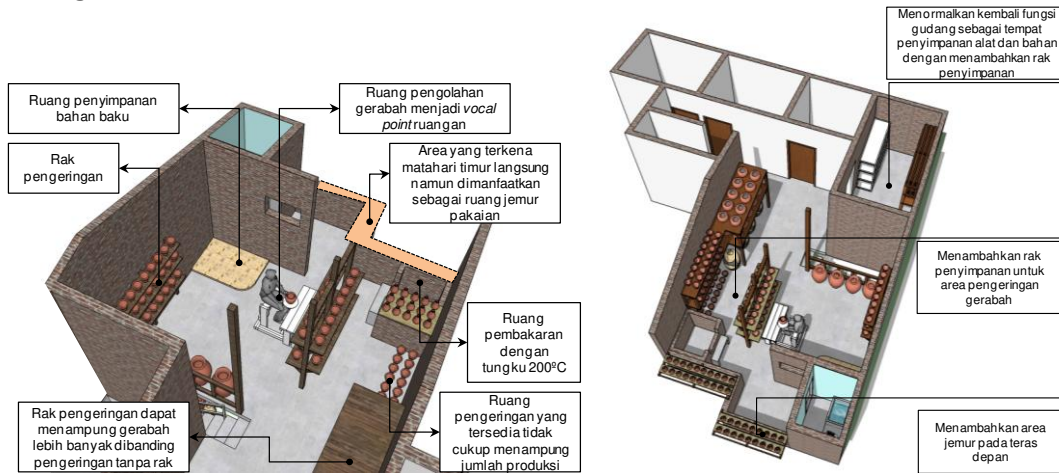 Ruang penyimpanan
bahan baku
Rak
pengeringan
Ruang pengolahan
gerabah menjadi vocal
point ruangan
Area yang terkena
matahari timur langsung
namun dimanfaatkan
sebagai ruang jemur
pakaian
Ruang
pembakaran
dengan
tungku 200ºC
Ruang
pengeringan yang
tersedia tidak
cukup menampung
jumlah produksi
Rak pengeringan dapat
menampung gerabah
lebih banyak dibanding
pengeringan tanpa rak
Menormalkan kembali fungsi
gudang sebagai tempat
penyimpanan alat dan bahan
dengan menambahkan rak
penyimpanan
Menambahkan rak
penyimpanan untuk
area pengeringan
gerabah
Menambahkan area
jemur pada teras
depan